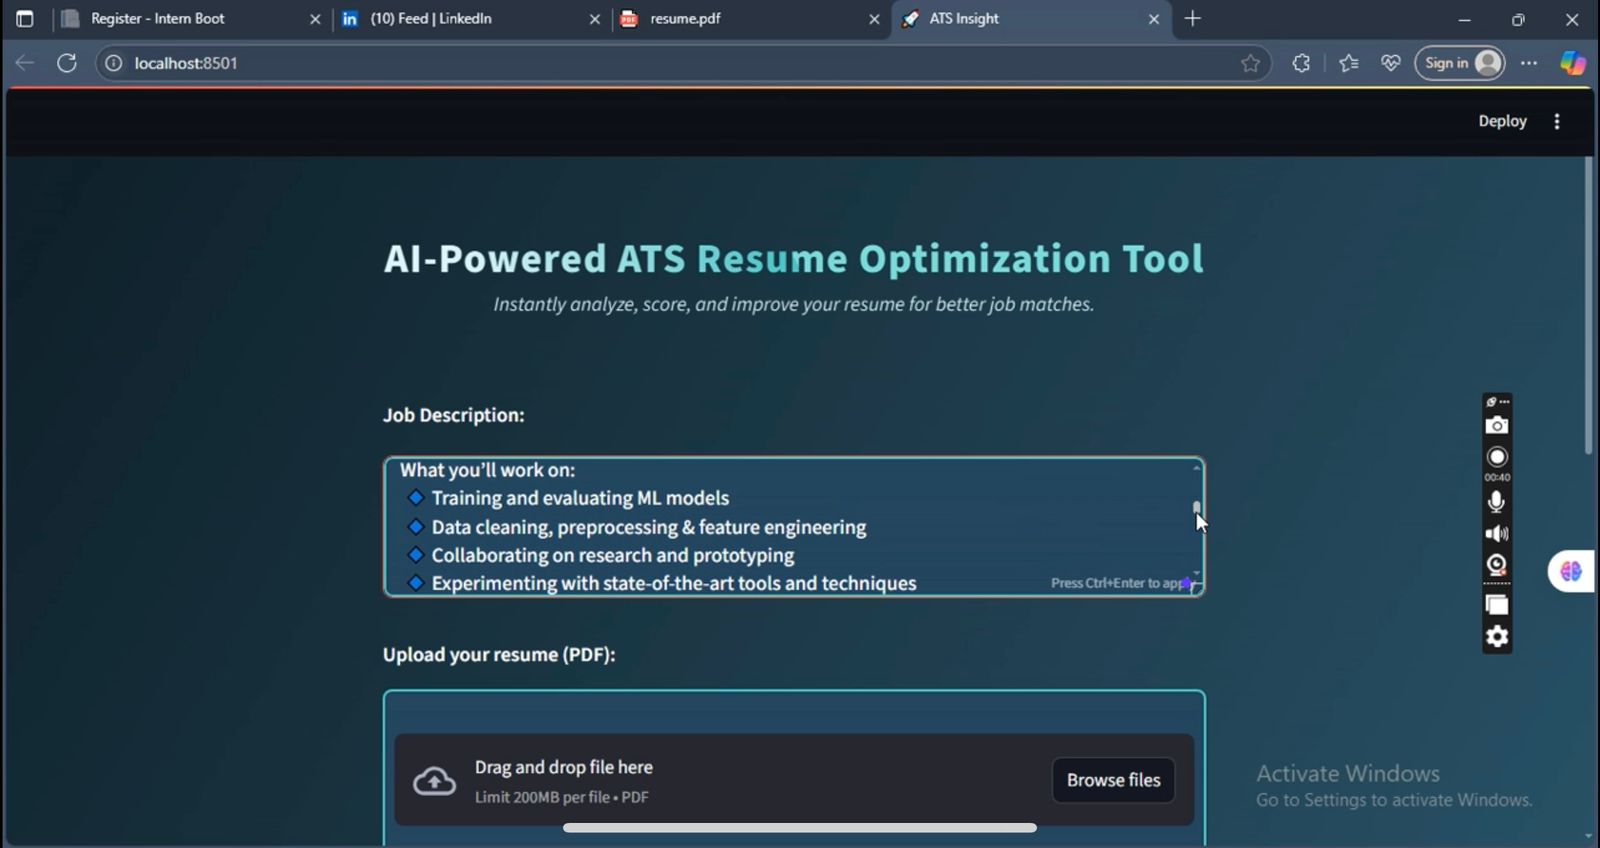 Register - Intern Boot
in (10) Feed | LinkedIn
PDF resume.pdf
ATS Insight
localhost:8501
Sign in
Deploy
AI-Powered ATS Resume Optimization Tool
Instantly analyze, score, and improve your resume for better job matches.
Job Description:
What you’ll work on:
Training and evaluating ML models
Data cleaning, preprocessing & feature engineering
Collaborating on research and prototyping
Experimenting with state-of-the-art tools and techniques
Press Ctrl+Enter to
00:40
Upload your resume (PDF):
Drag and drop file here
Limit 200MB per file • PDF
Browse files
Activate Windows
Go to Settings to activate Windows.